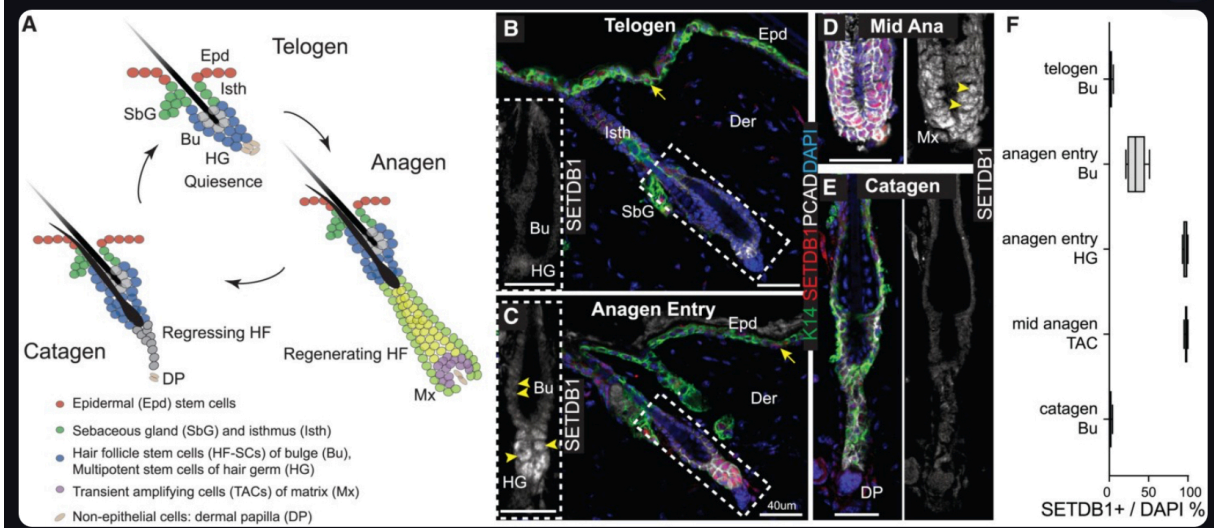 A
Telogen
Epd
Isth
SbG
Bu
HG
Quiesence
Anagen
Regenerating HF
Mx
Catagen
Regressing HF
DP
Epidermal (Epd) stem cells
Sebaceous gland (SbG) and isthmus (Isth)
Hair follicle stem cells (HF-SCs) of bulge (Bu),
Multipotent stem cells of hair germ (HG)
Transient amplifying cells (TACs) of matrix (Mx)
Non-epithelial cells: dermal papilla (DP)
B
Telogen
Epd
Isth
Der
SbG
Bu
HG
SETDB1
C
Anagen Entry
Epd
Bu
Der
HG
SETDB1
40um
K14 SETDB1 PCAD DAPI
D
Mid Ana
Mx
SETDB1
E
Catagen
DP
F
telogen
Bu
anagen entry
Bu
anagen entry
HG
mid anagen
TAC
catagen
Bu
0
100
SETDB1+ / DAPI %